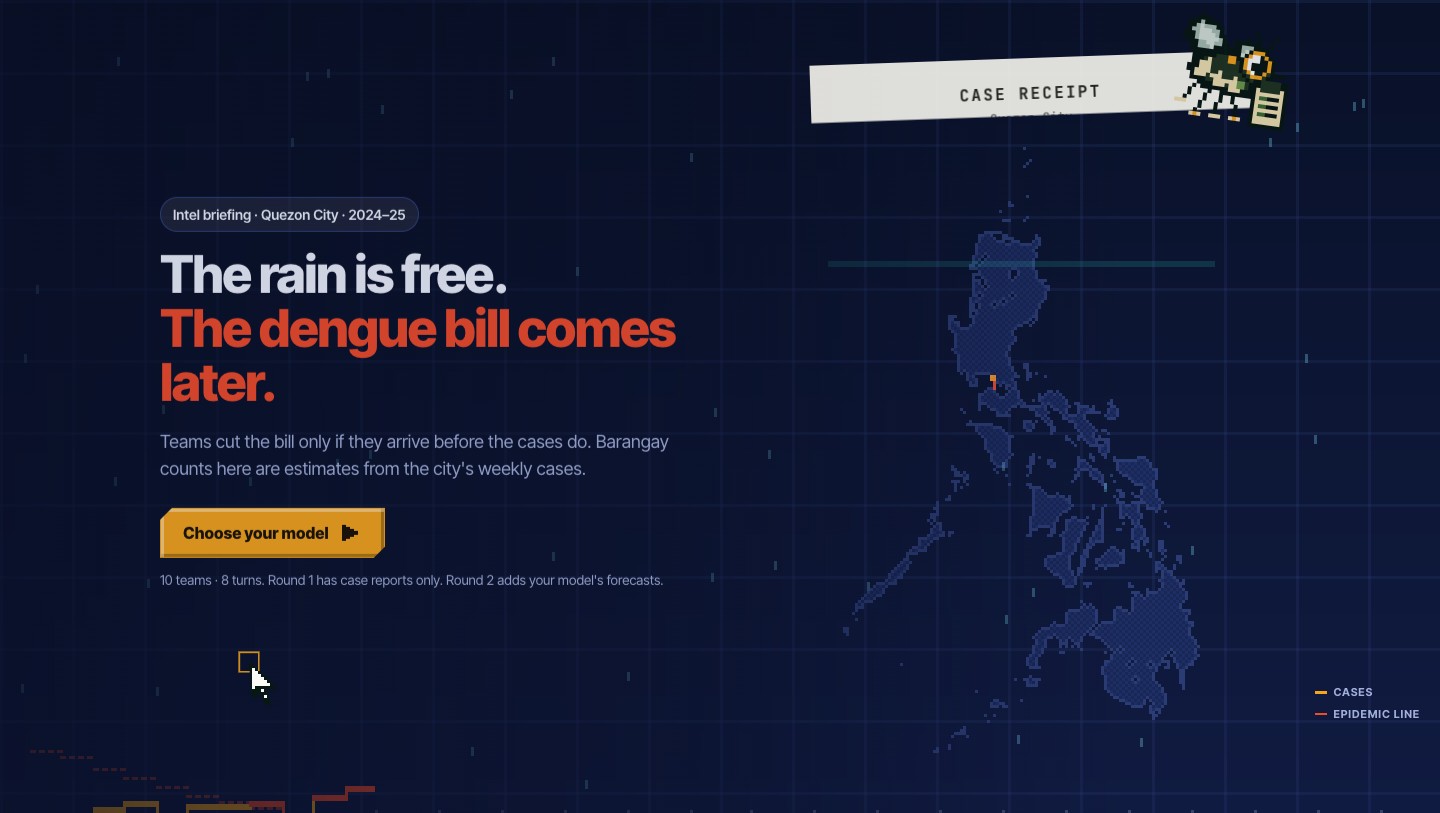 CASE RECEIPT
Intel briefing · Quezon City · 2024–25
The rain is free.
The dengue bill comes
later.
Teams cut the bill only if they arrive before the cases do. Barangay
counts here are estimates from the city's weekly cases.
Choose your model
10 teams · 8 turns. Round 1 has case reports only. Round 2 adds your model's forecasts.
CASES
EPIDEMIC LINE